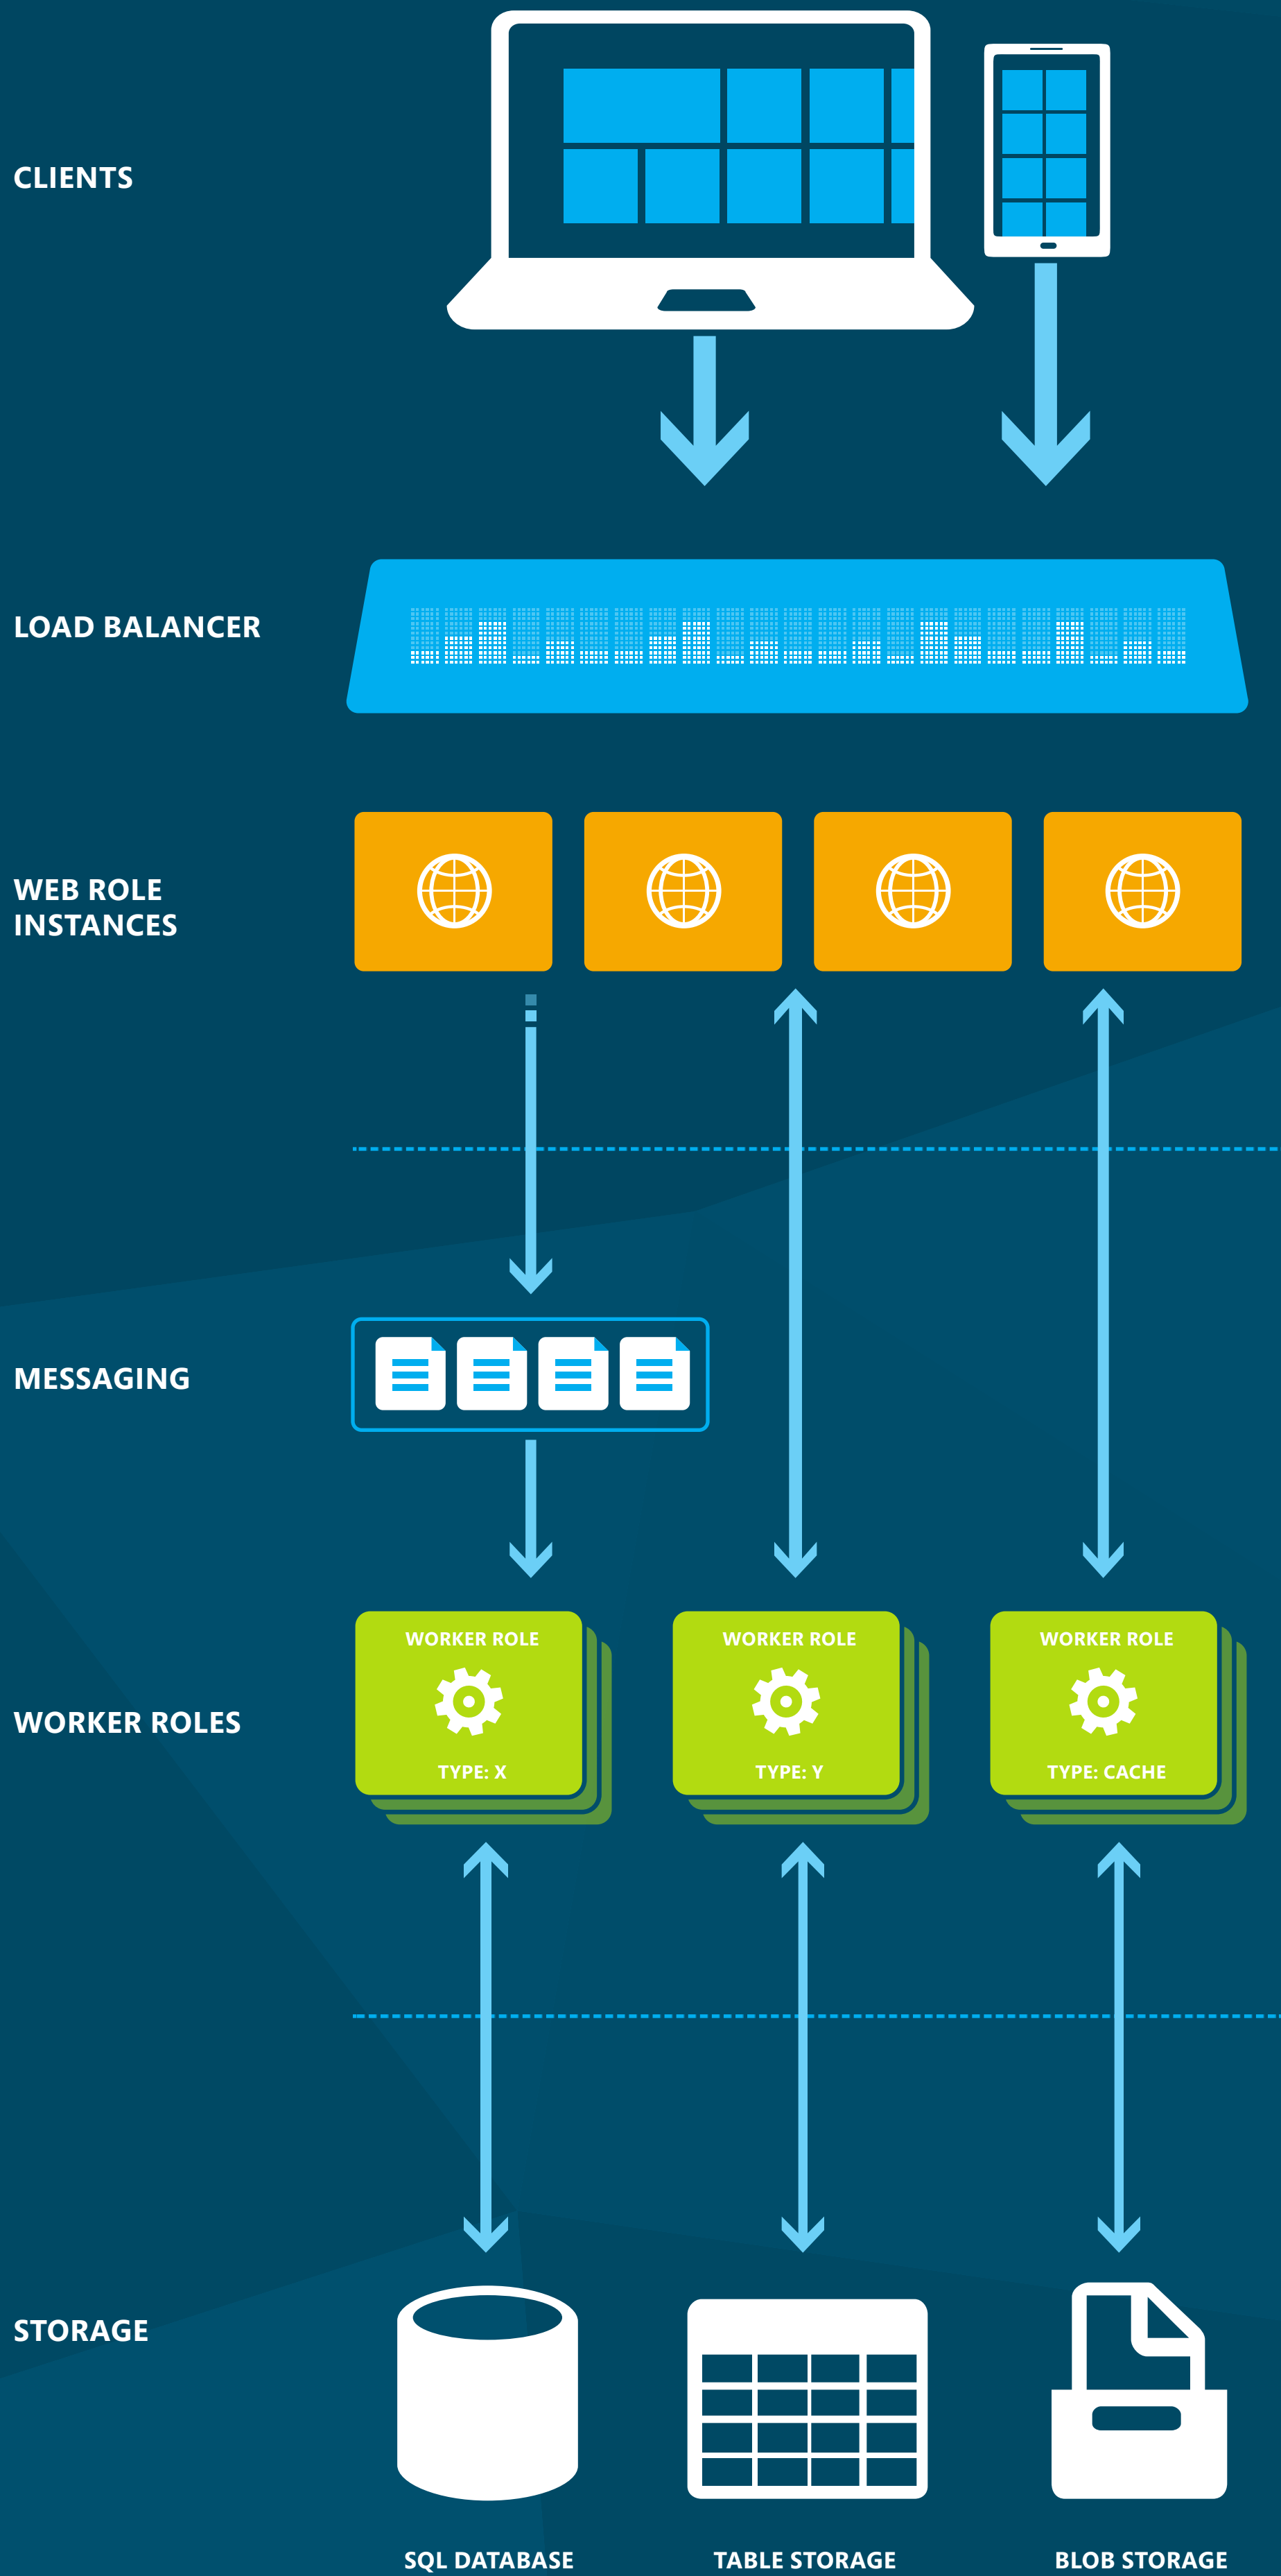 CLIENTS
LOAD BALANCER
WEB ROLE
INSTANCES
MESSAGING
WORKER ROLES
WORKER ROLE
TYPE: X
WORKER ROLE
TYPE: Y
WORKER ROLE
TYPE: CACHE
STORAGE
SQL DATABASE
TABLE STORAGE
BLOB STORAGE